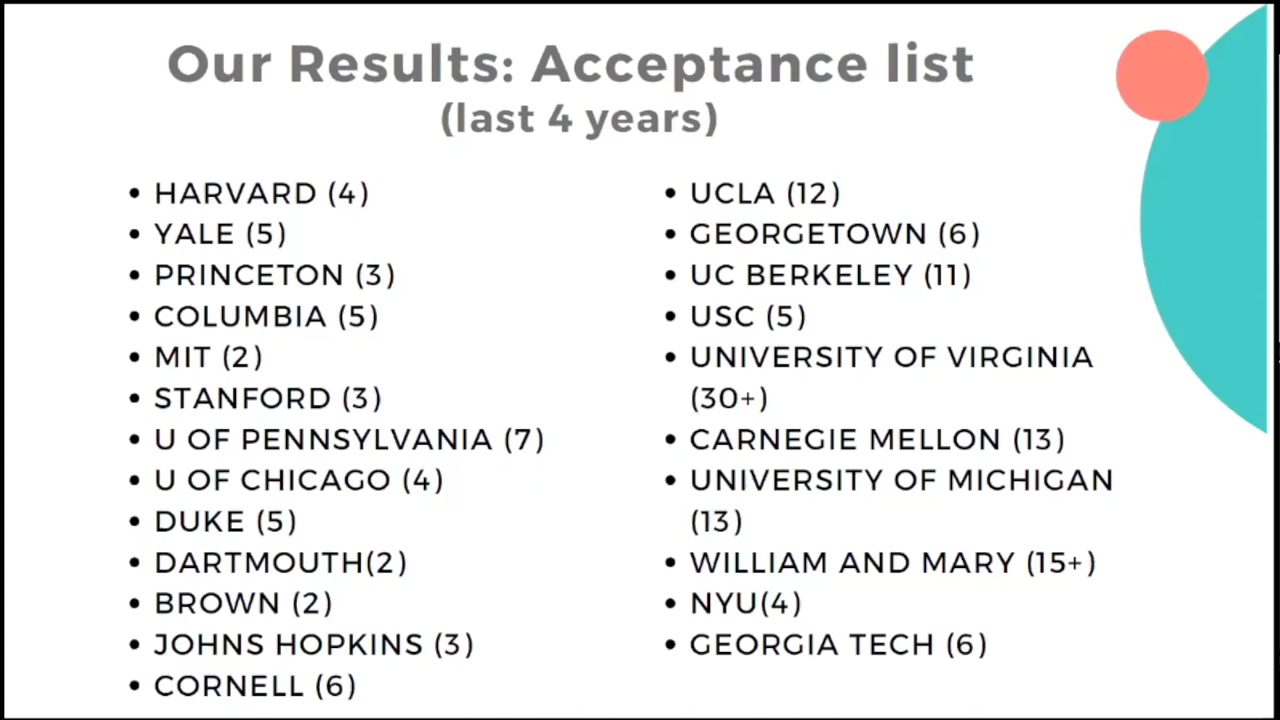 Our Results: Acceptance list
(last 4 years)
• HARVARD (4)
• YALE (5)
• PRINCETON (3)
• COLUMBIA (5)
• MIT (2)
• STANFORD (3)
• U OF PENNSYLVANIA (7)
• U OF CHICAGO (4)
• DUKE (5)
• DARTMOUTH(2)
• BROWN (2)
• JOHNS HOPKINS (3)
• CORNELL (6)
• UCLA (12)
• GEORGETOWN (6)
• UC BERKELEY (11)
• USC (5)
• UNIVERSITY OF VIRGINIA
(30+)
• CARNEGIE MELLON (13)
• UNIVERSITY OF MICHIGAN
(13)
• WILLIAM AND MARY (15+)
• NYU(4)
• GEORGIA TECH (6)